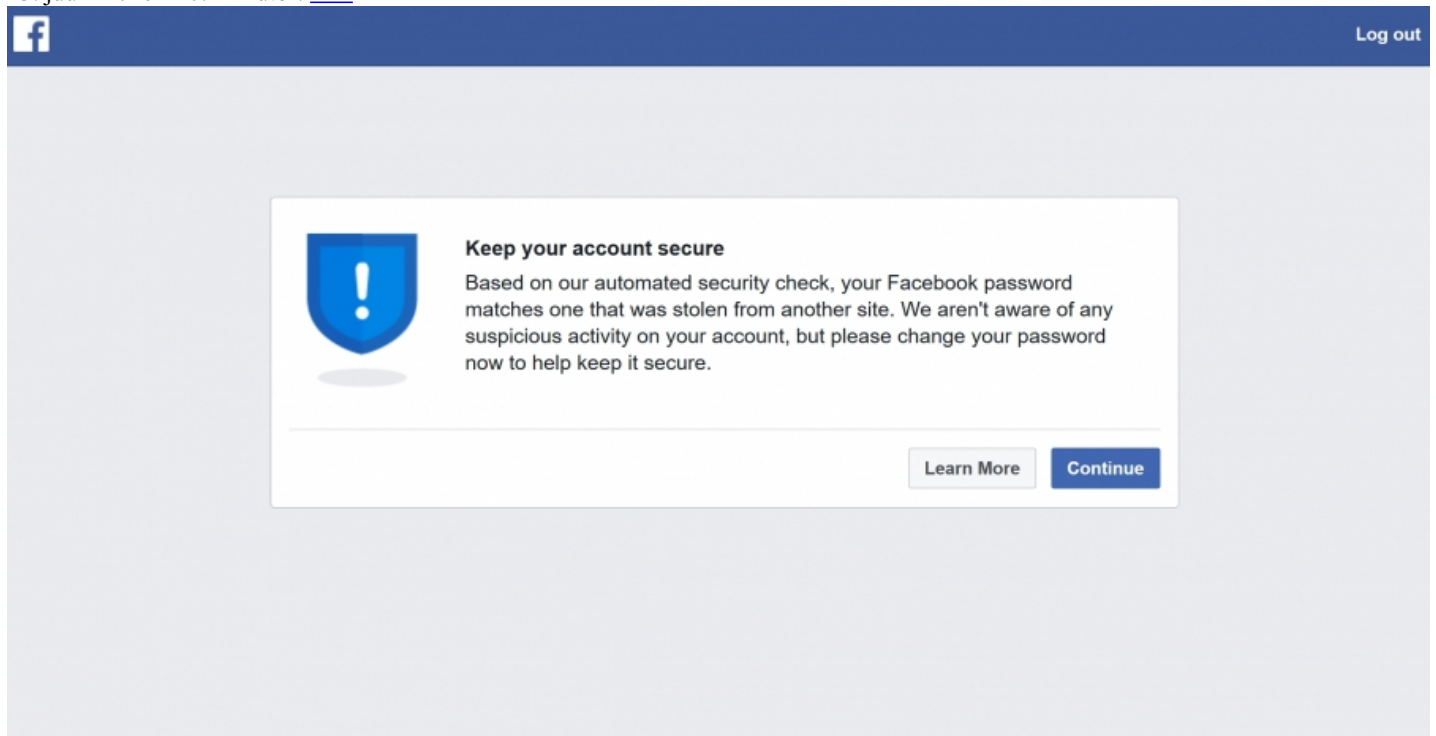 Log out
Keep your account secure
Based on our automated security check, your Facebook password
matches one that was stolen from another site. We aren't aware of any
suspicious activity on your account, but please change your password
now to help keep it secure.
Learn More Continue